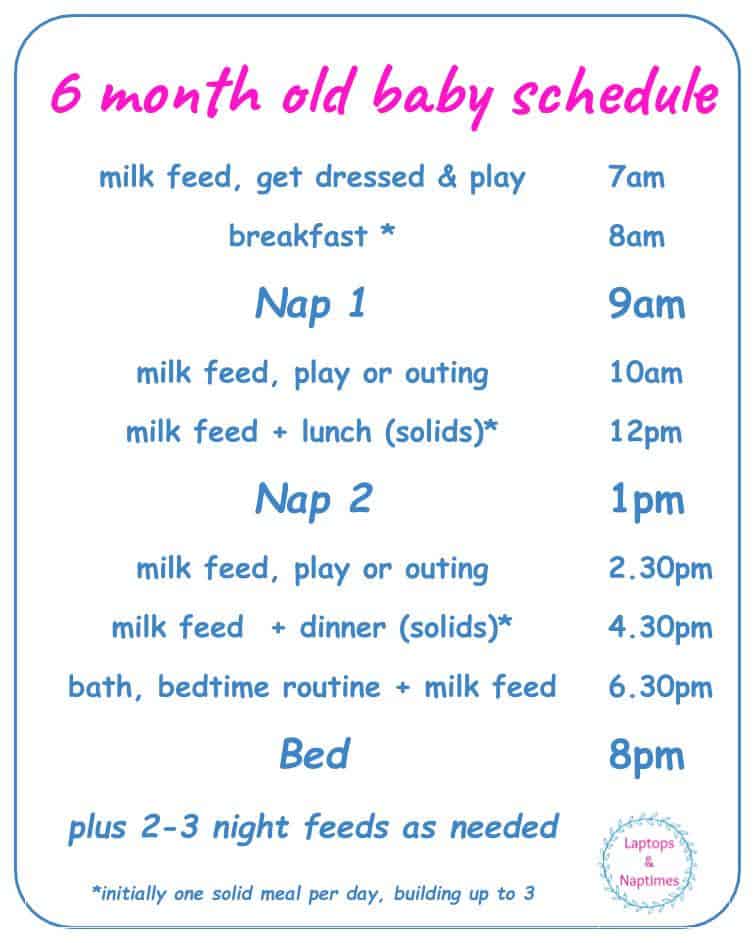 6 month old baby schedule
milk feed, get dressed & play 7am
breakfast * 8am
Nap 1 9am
milk feed, play or outing 10am
milk feed + lunch (solids)* 12pm
Nap 2 1pm
milk feed, play or outing 2.30pm
milk feed + dinner (solids)* 4.30pm
bath, bedtime routine + milk feed 6.30pm
Bed 8pm
plus 2-3 night feeds as needed
*initially one solid meal per day, building up to 3
Laptops
&
Naptimes